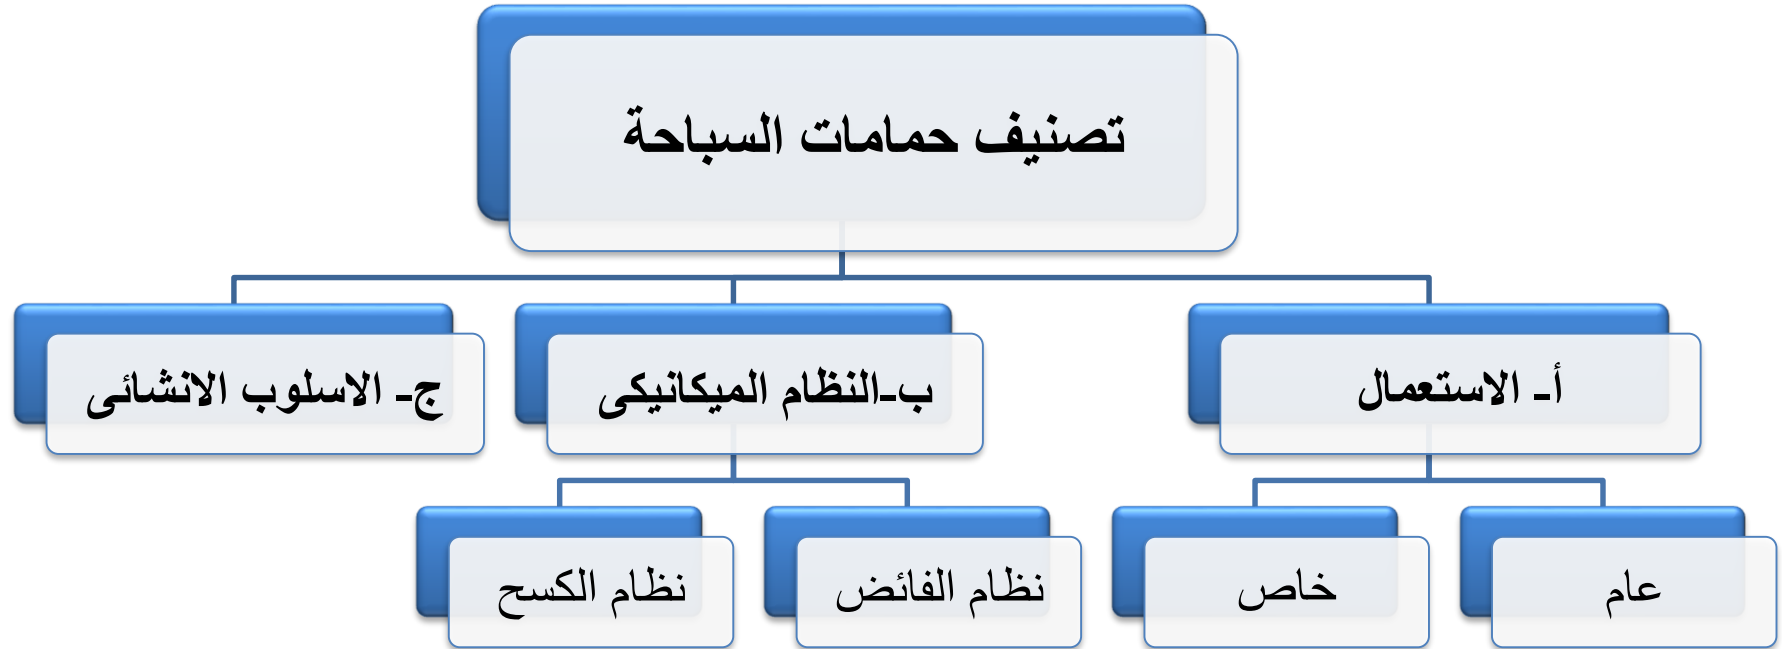 تصنيف حمامات السباحة
أ- الاستعمال
ب-النظام الميكانيكى
ج- الاسلوب الانشائى
عام
خاص
نظام الفائض
نظام الكسح